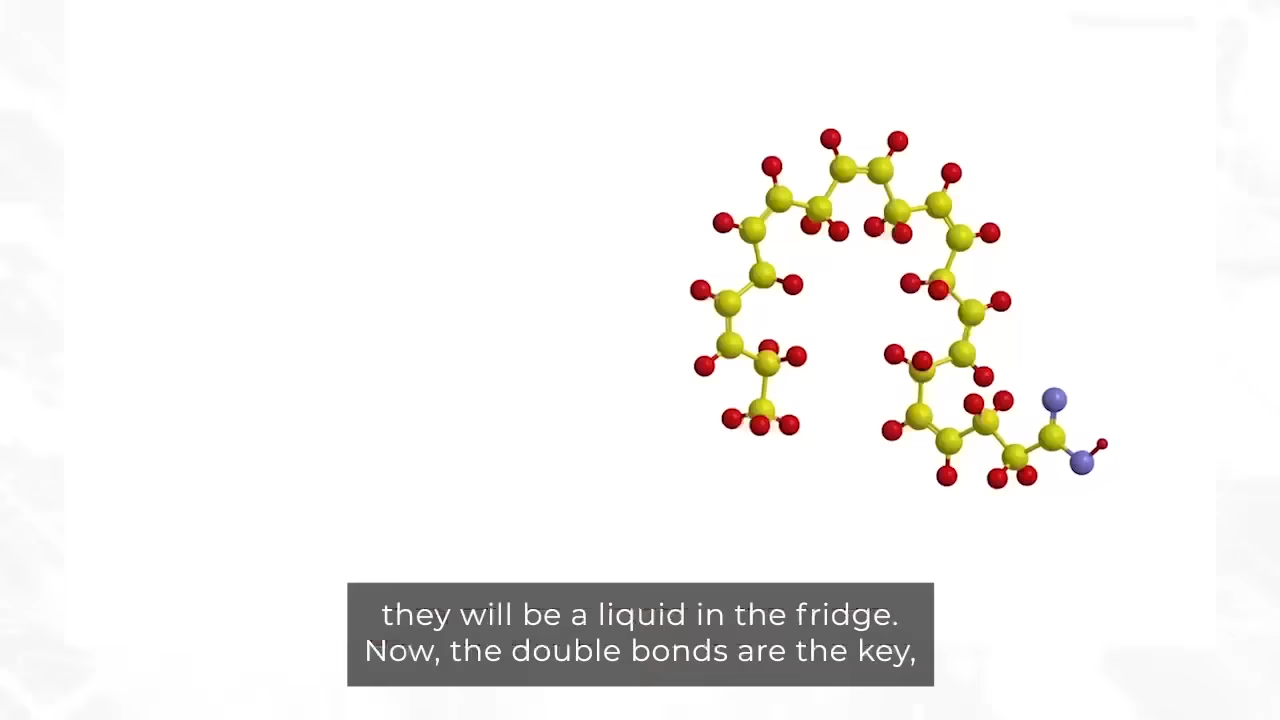 they will be a liquid in the fridge.
Now, the double bonds are the key,